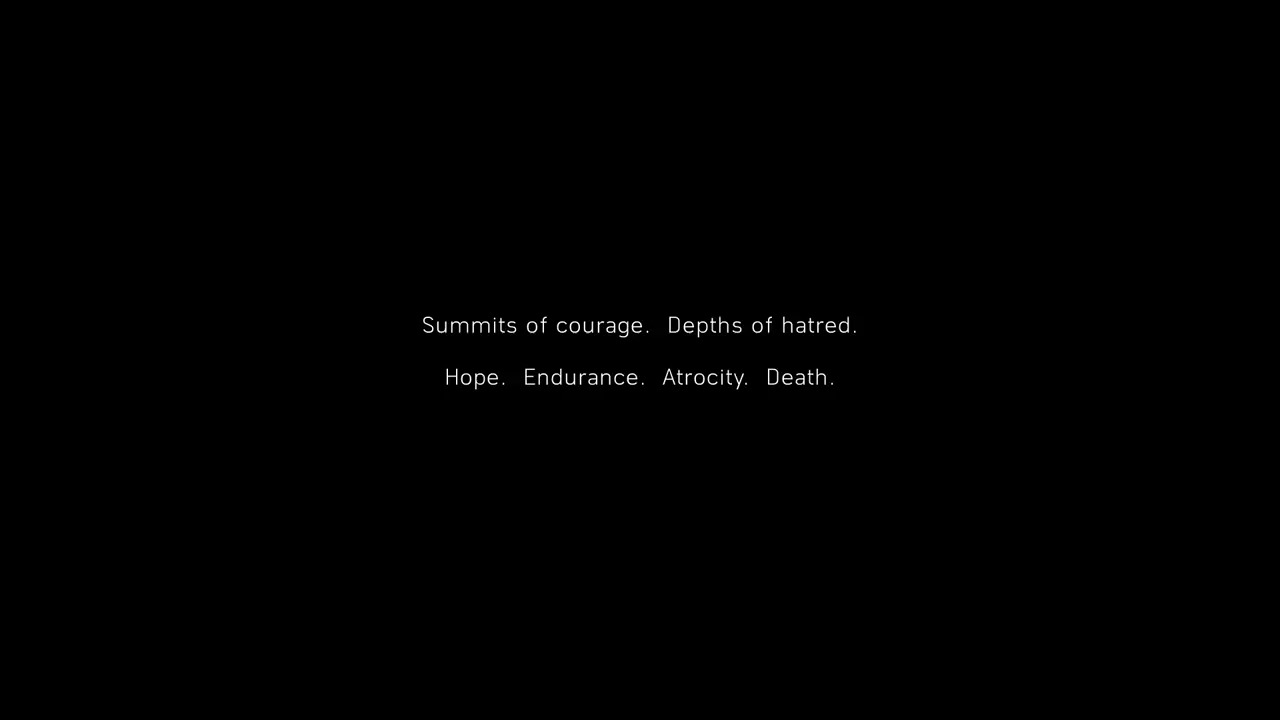 Summits of courage.  Depths of hatred.
Hope.  Endurance.  Atrocity.  Death.